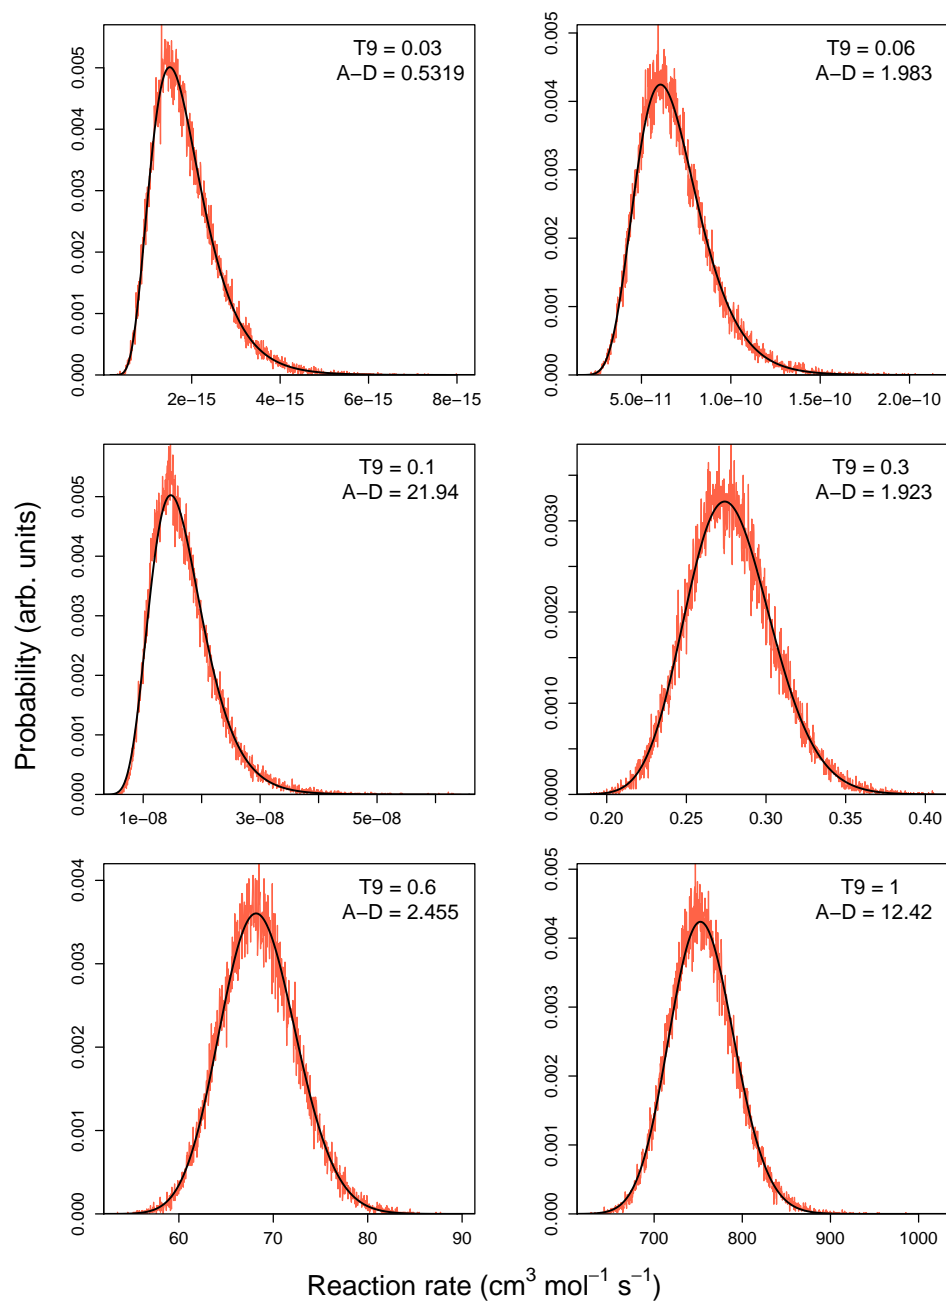 T9 = 0.03
A−D = 0.5319
0.000 0.001 0.002 0.003 0.004 0.005
2e−15 4e−15 6e−15 8e−15
T9 = 0.06
A−D = 1.983
0.000 0.001 0.002 0.003 0.004 0.005
5.0e−11 1.0e−10 1.5e−10 2.0e−10
T9 = 0.1
A−D = 21.94
0.000 0.001 0.002 0.003 0.004 0.005
1e−08 3e−08 5e−08
T9 = 0.3
A−D = 1.923
0.0000 0.0010 0.0020 0.0030
0.20 0.25 0.30 0.35 0.40
T9 = 0.6
A−D = 2.455
0.000 0.001 0.002 0.003 0.004
60 70 80 90
T9 = 1
A−D = 12.42
0.000 0.001 0.002 0.003 0.004 0.005
700 800 900 1000
Probability (arb. units)
Reaction rate (cm³ mol⁻¹ s⁻¹)